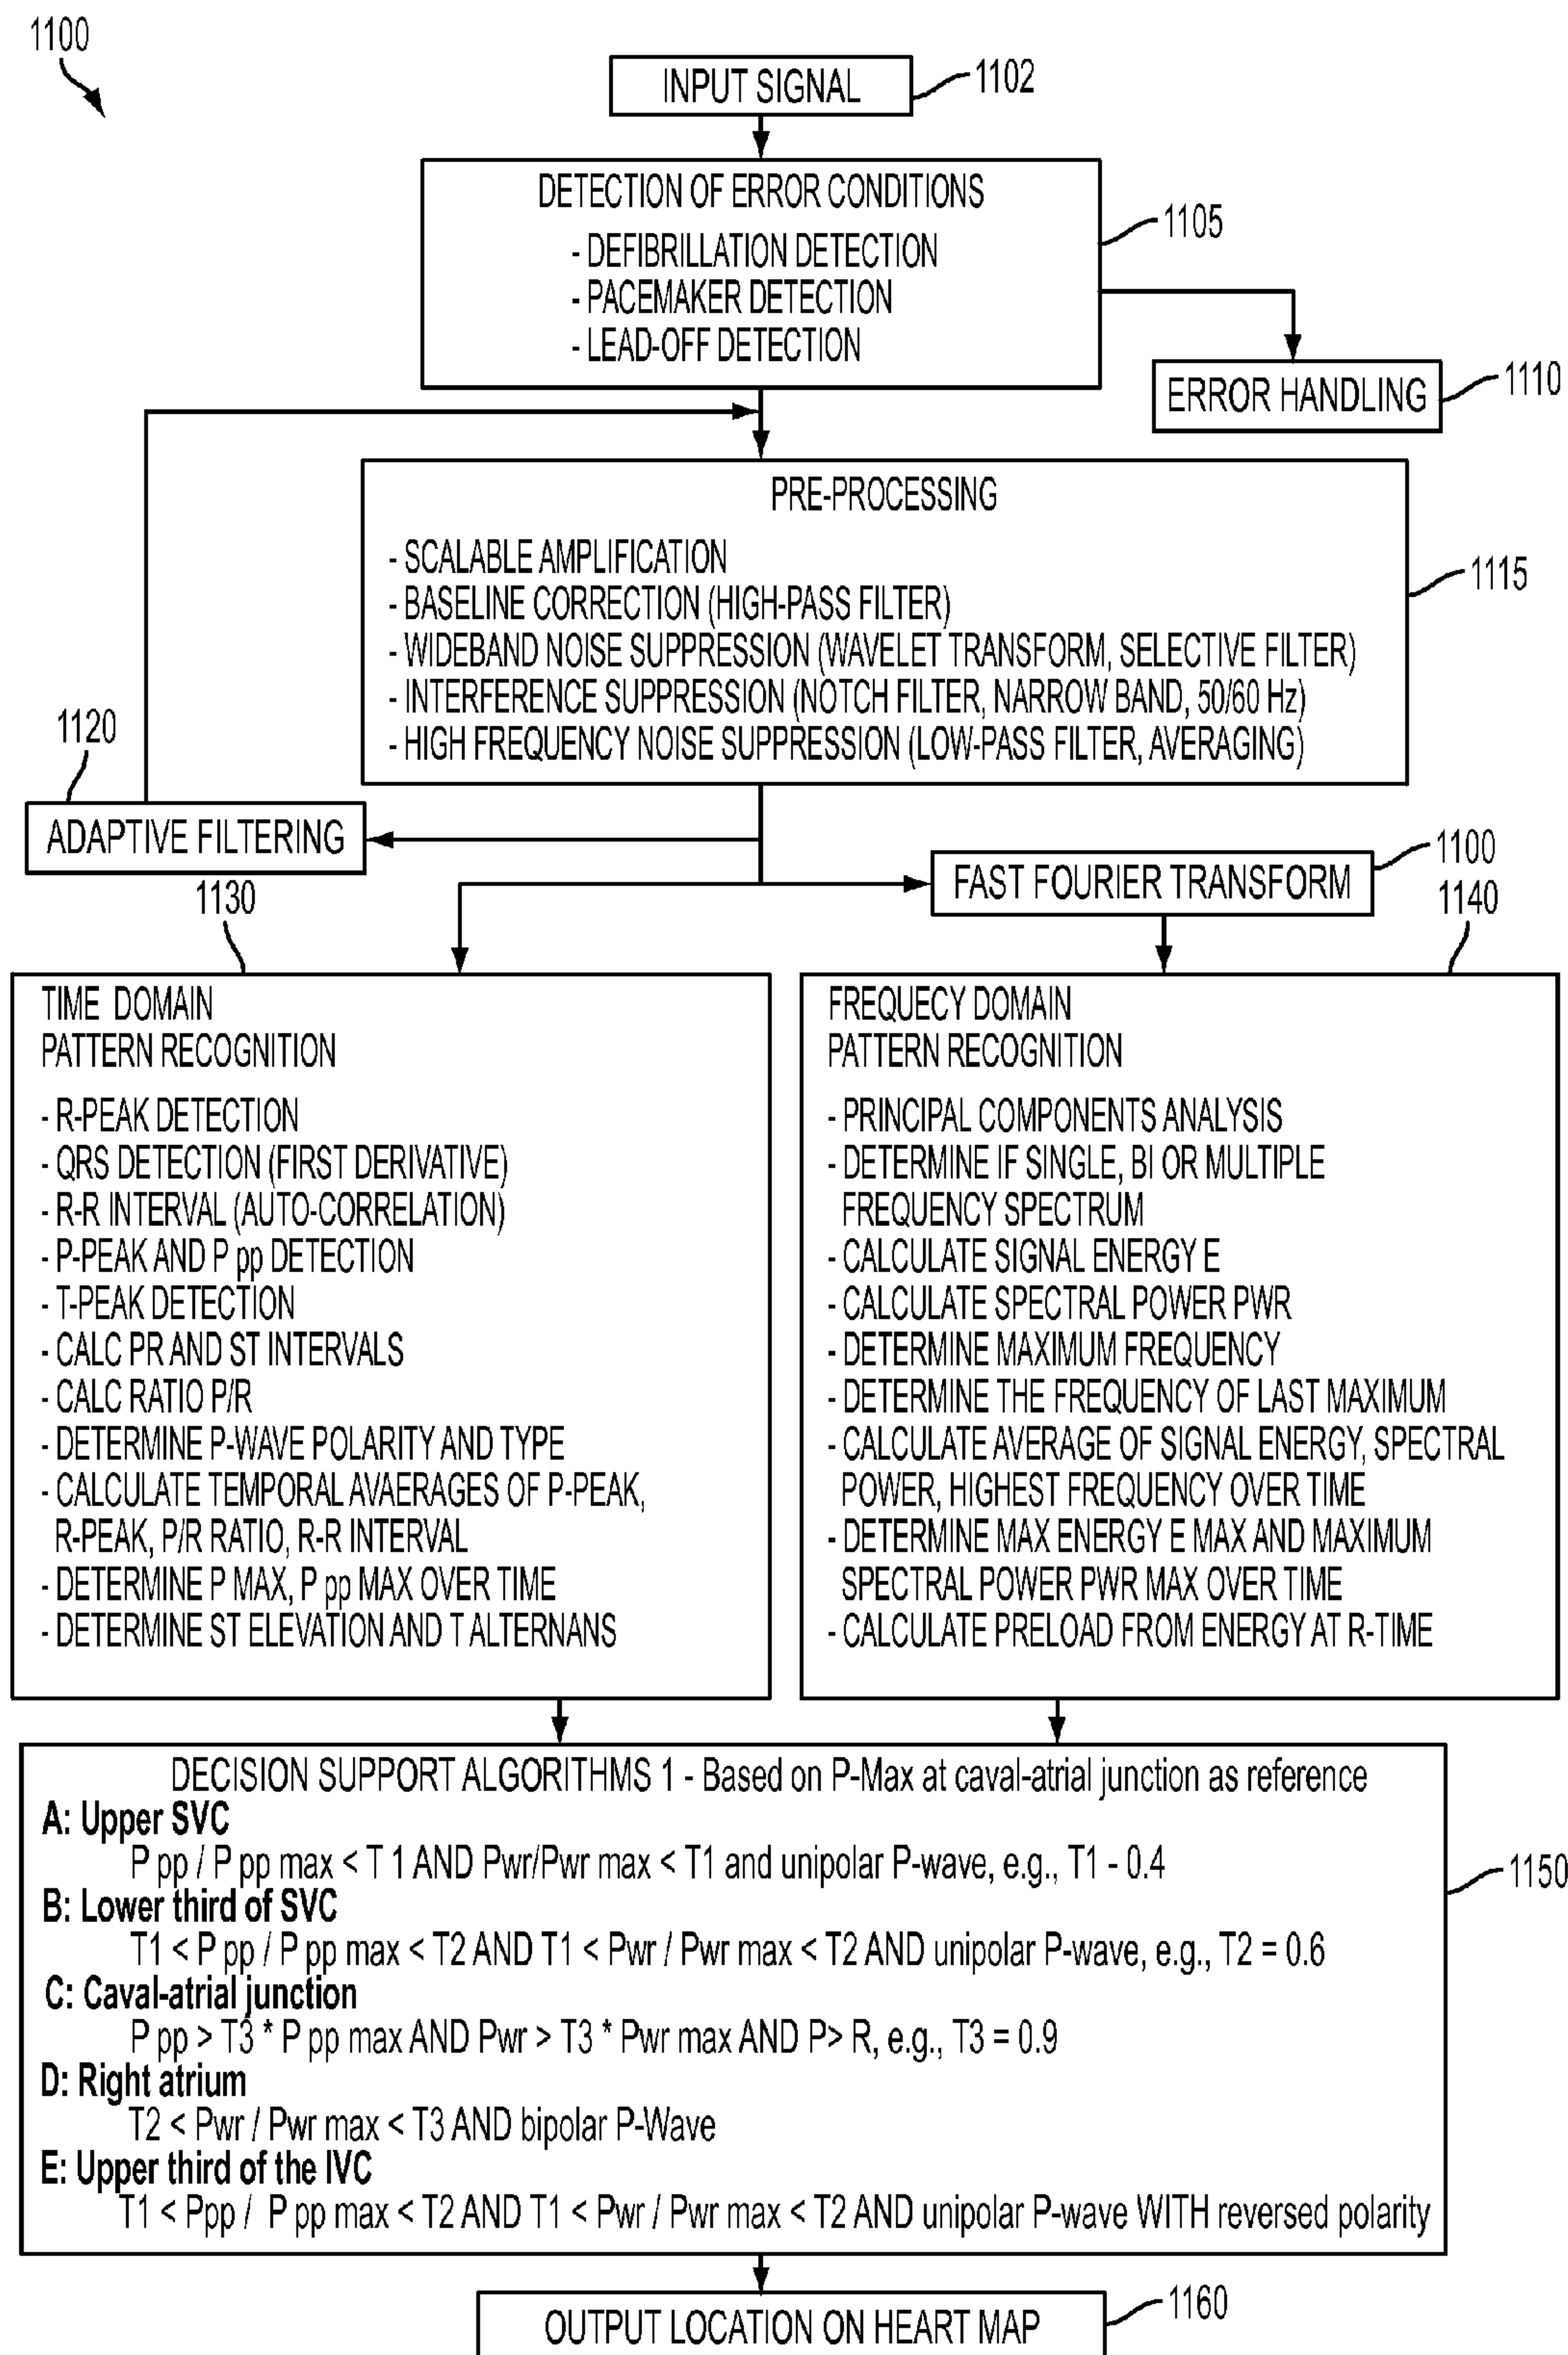 1100
INPUT SIGNAL
1102
DETECTION OF ERROR CONDITIONS
- DEFIBRILLATION DETECTION
- PACEMAKER DETECTION
- LEAD-OFF DETECTION
1105
ERROR HANDLING
1110
PRE-PROCESSING
- SCALABLE AMPLIFICATION
- BASELINE CORRECTION (HIGH-PASS FILTER)
- WIDEBAND NOISE SUPPRESSION (WAVELET TRANSFORM, SELECTIVE FILTER)
- INTERFERENCE SUPPRESSION (NOTCH FILTER, NARROW BAND, 50/60 Hz)
- HIGH FREQUENCY NOISE SUPPRESSION (LOW-PASS FILTER, AVERAGING)
1115
1120
ADAPTIVE FILTERING
FAST FOURIER TRANSFORM
1100
1130
TIME DOMAIN
PATTERN RECOGNITION
- R-PEAK DETECTION
- QRS DETECTION (FIRST DERIVATIVE)
- R-R INTERVAL (AUTO-CORRELATION)
- P-PEAK AND P pp DETECTION
- T-PEAK DETECTION
- CALC PR AND ST INTERVALS
- CALC RATIO P/R
- DETERMINE P-WAVE POLARITY AND TYPE
- CALCULATE TEMPORAL AVAERAGES OF P-PEAK,
R-PEAK, P/R RATIO, R-R INTERVAL
- DETERMINE P MAX, P pp MAX OVER TIME
- DETERMINE ST ELEVATION AND T ALTERNANS
1140
FREQUECY DOMAIN
PATTERN RECOGNITION
- PRINCIPAL COMPONENTS ANALYSIS
- DETERMINE IF SINGLE, BI OR MULTIPLE
FREQUENCY SPECTRUM
- CALCULATE SIGNAL ENERGY E
- CALCULATE SPECTRAL POWER PWR
- DETERMINE MAXIMUM FREQUENCY
- DETERMINE THE FREQUENCY OF LAST MAXIMUM
- CALCULATE AVERAGE OF SIGNAL ENERGY, SPECTRAL
POWER, HIGHEST FREQUENCY OVER TIME
- DETERMINE MAX ENERGY E MAX AND MAXIMUM
SPECTRAL POWER PWR MAX OVER TIME
- CALCULATE PRELOAD FROM ENERGY AT R-TIME
DECISION SUPPORT ALGORITHMS 1 - Based on P-Max at caval-atrial junction as reference
A: Upper SVC
P pp / P pp max < T 1 AND Pwr/Pwr max < T1 and unipolar P-wave, e.g., T1 - 0.4
B: Lower third of SVC
T1 < P pp / P pp max < T2 AND T1 < Pwr / Pwr max < T2 AND unipolar P-wave, e.g., T2 = 0.6
C: Caval-atrial junction
P pp > T3 * P pp max AND Pwr > T3 * Pwr max AND P> R, e.g., T3 = 0.9
D: Right atrium
T2 < Pwr / Pwr max < T3 AND bipolar P-Wave
E: Upper third of the IVC
T1 < Ppp / P pp max < T2 AND T1 < Pwr / Pwr max < T2 AND unipolar P-wave WITH reversed polarity
1150
OUTPUT LOCATION ON HEART MAP
1160